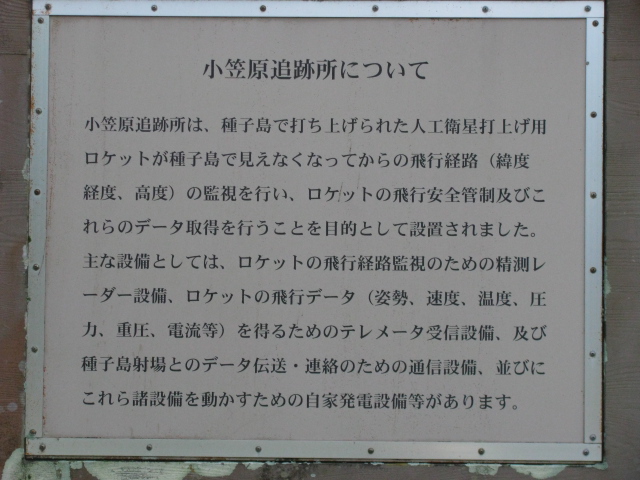 小笠原追跡所について
小笠原追跡所は、種子島で打ち上げられた人工衛星打上げ用
ロケットが種子島で見えなくなってからの飛行経路（緯度
経度、高度）の監視を行い、ロケットの飛行安全管制及びこ
れらのデータ取得を行うことを目的として設置されました。
主な設備としては、ロケットの飛行経路監視のための精測レ
ーダー設備、ロケットの飛行データ（姿勢、速度、温度、圧
力、重圧、電流等）を得るためのテレメータ受信設備、及び
種子島射場とのデータ伝送・連絡のための通信設備、並びに
これら諸設備を動かすための自家発電設備等があります。